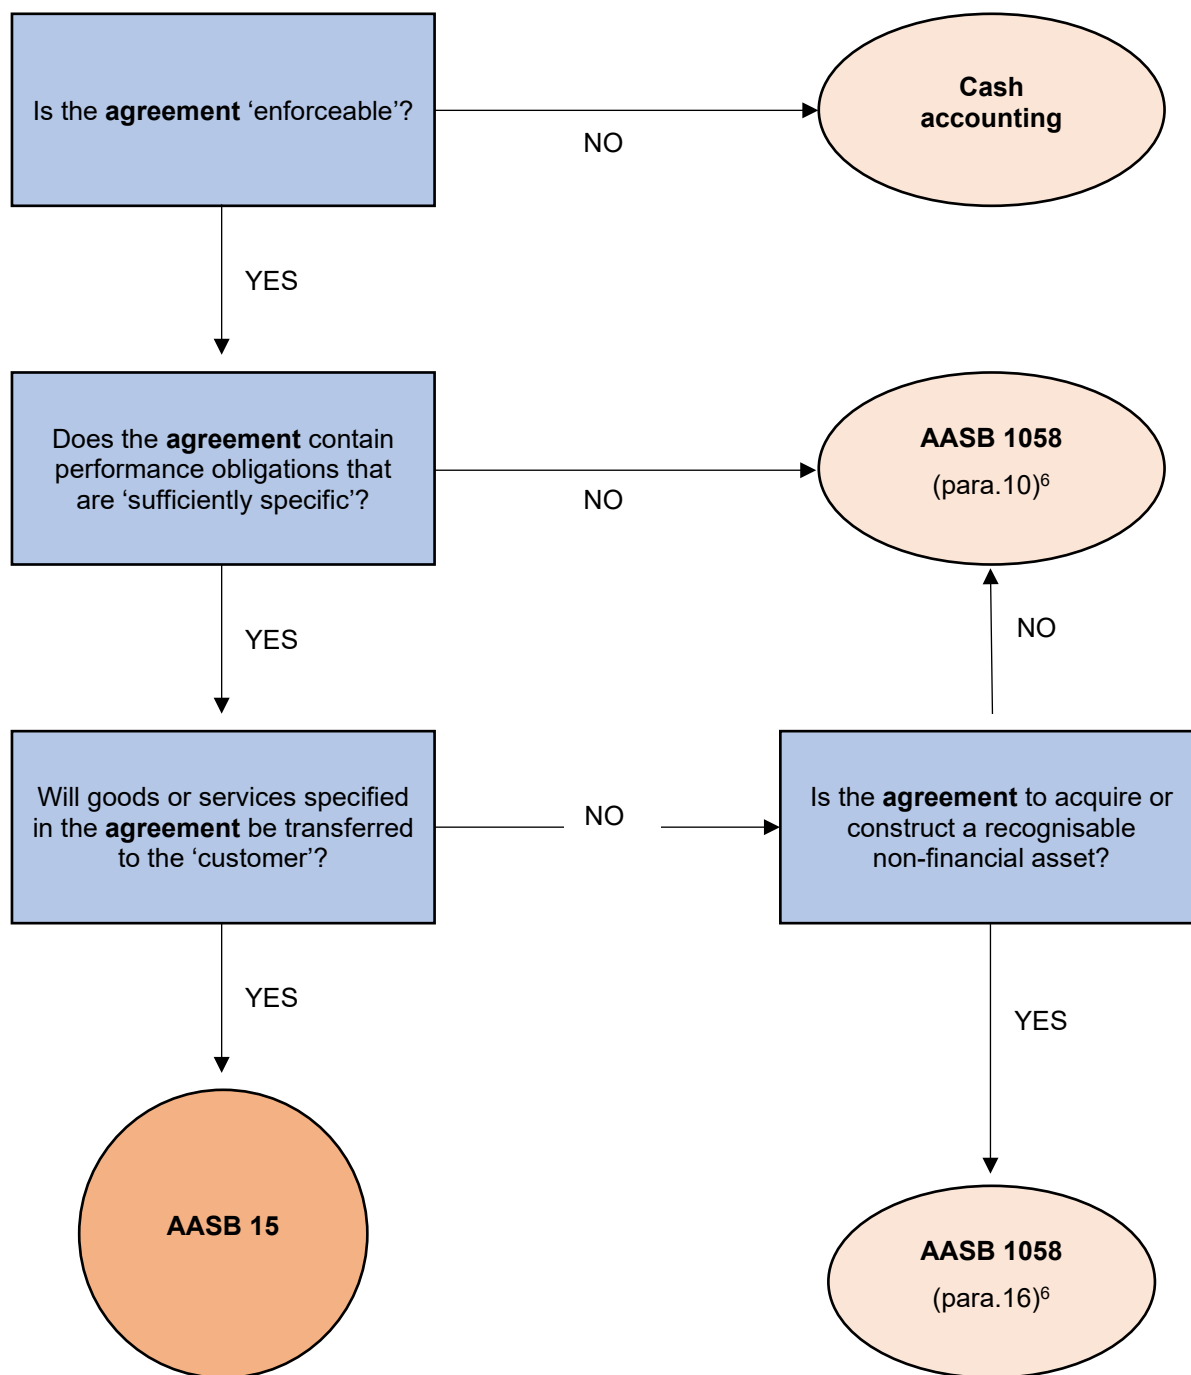 Is the agreement ‘enforceable’?
NO
Cash
accounting
YES
Does the agreement contain
performance obligations that
are ‘sufficiently specific’?
NO
AASB 1058
(para.10)⁶
YES
NO
Will goods or services specified
in the agreement be transferred
to the ‘customer’?
NO
Is the agreement to acquire or
construct a recognisable
non-financial asset?
YES
YES
AASB 15
AASB 1058
(para.16)⁶